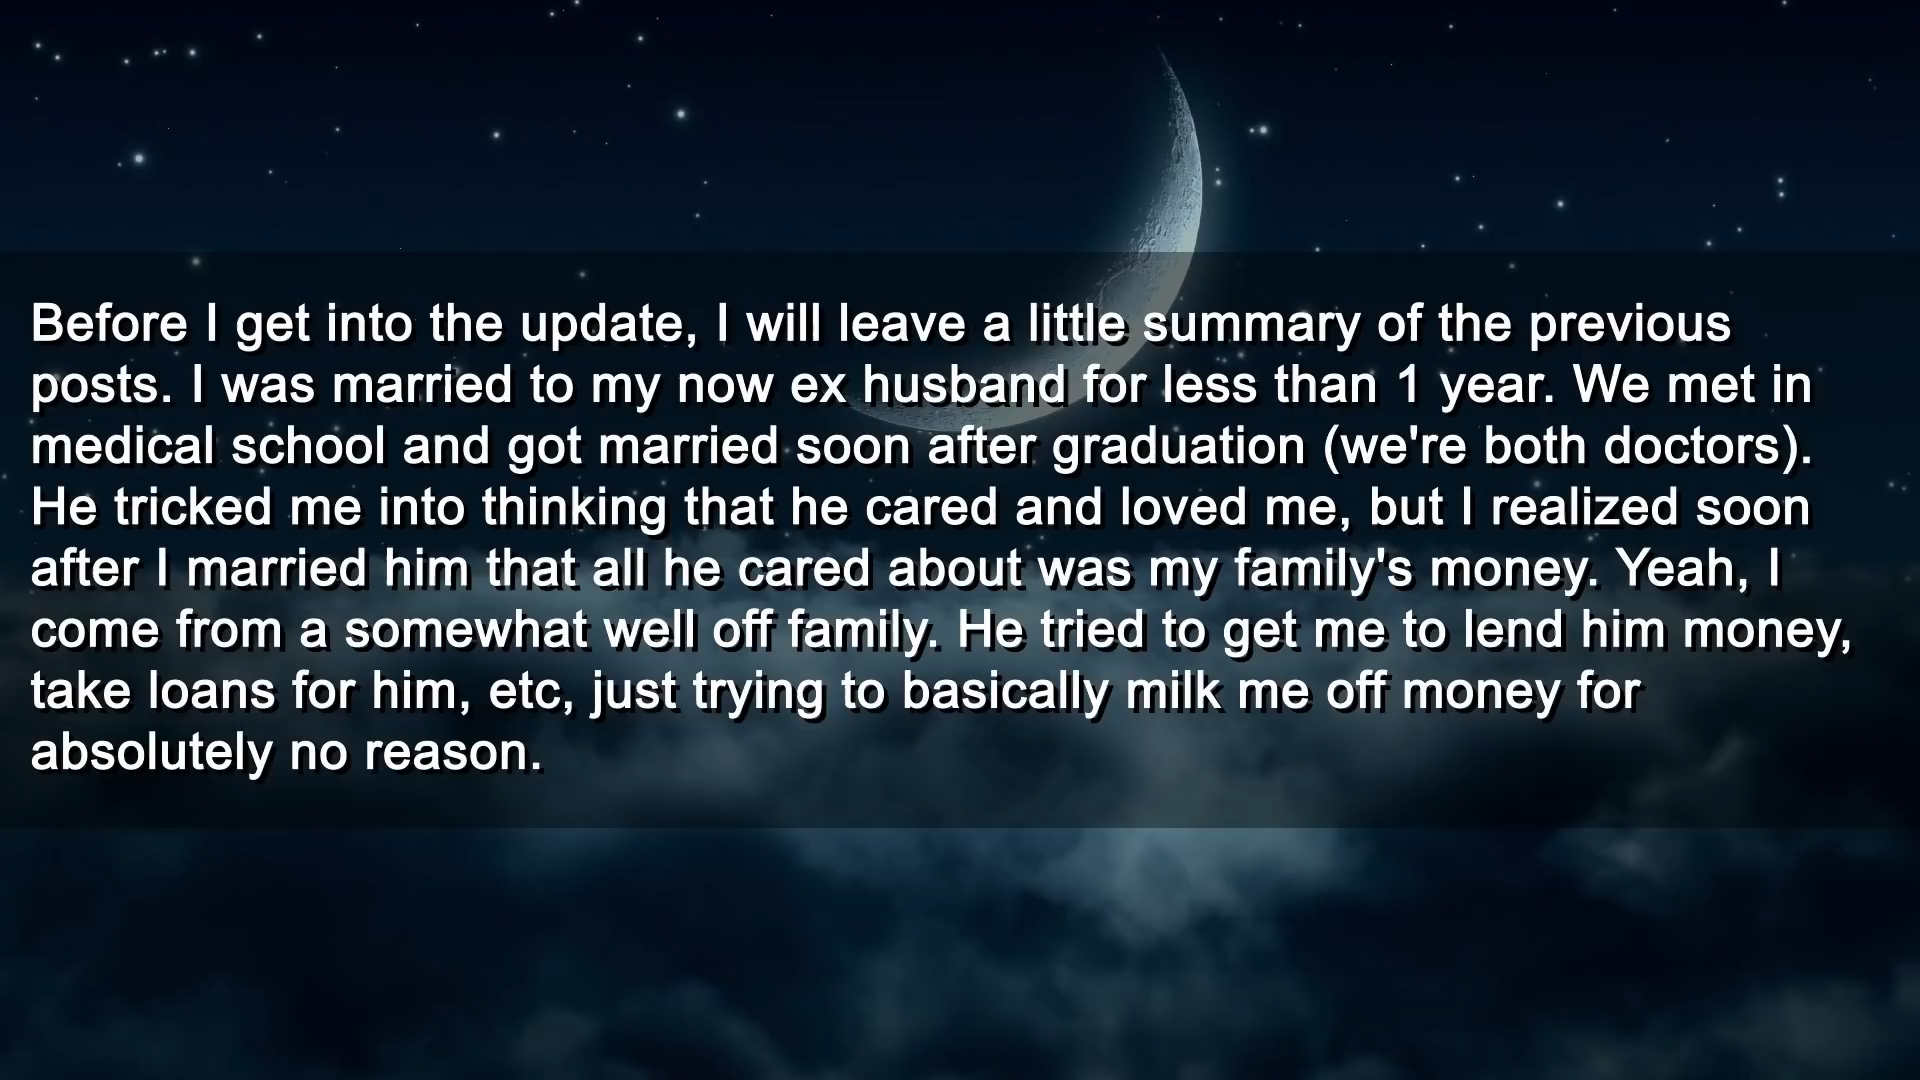 Before I get into the update, I will leave a little summary of the previous
posts. I was married to my now ex husband for less than 1 year. We met in
medical school and got married soon after graduation (we're both doctors).
He tricked me into thinking that he cared and loved me, but I realized soon
after I married him that all he cared about was my family's money. Yeah, I
come from a somewhat well off family. He tried to get me to lend him money,
take loans for him, etc, just trying to basically milk me off money for
absolutely no reason.